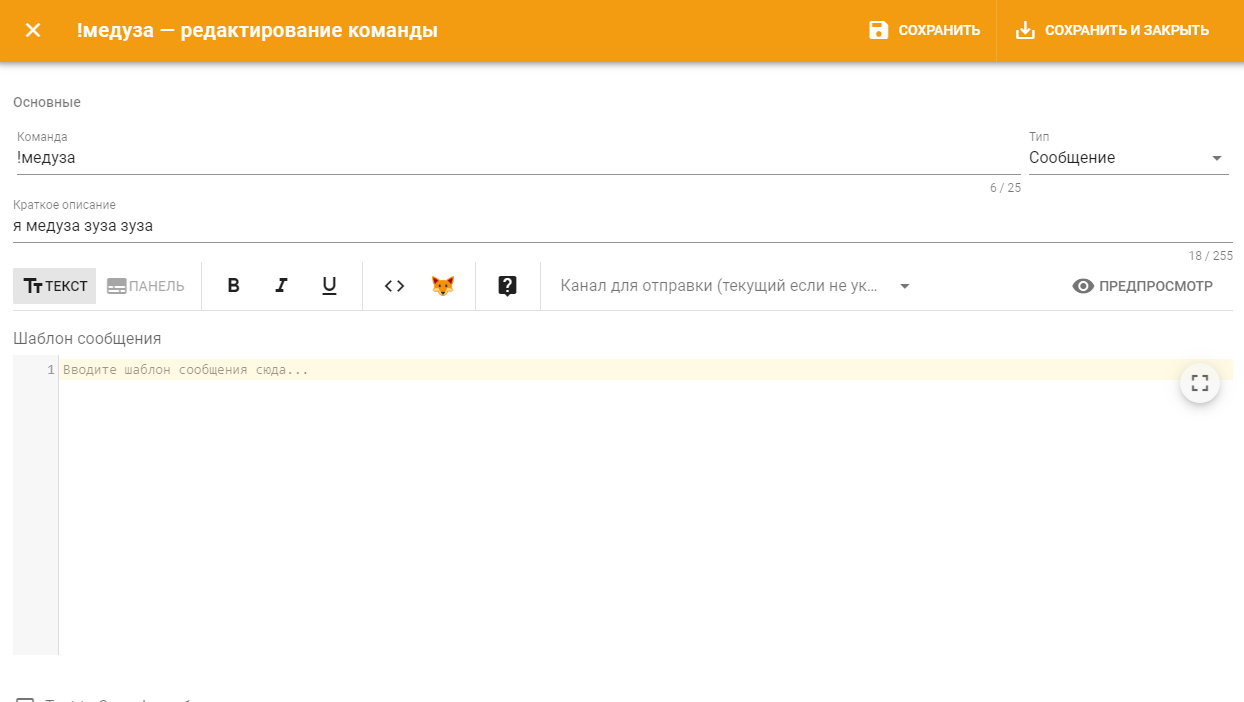 !медуза — редактирование команды
СОХРАНИТЬ
СОХРАНИТЬ И ЗАКРЫТЬ
Основные
Команда
Тип
!медуза
Сообщение
6 / 25
Краткое описание
я медуза зуза зуза
18 / 255
Tт ТЕКСТ
ПАНЕЛЬ
B I U
Канал для отправки (текущий если не ук...
ПРЕДПРОСМОТР
Шаблон сообщения
1 Вводите шаблон сообщения сюда...